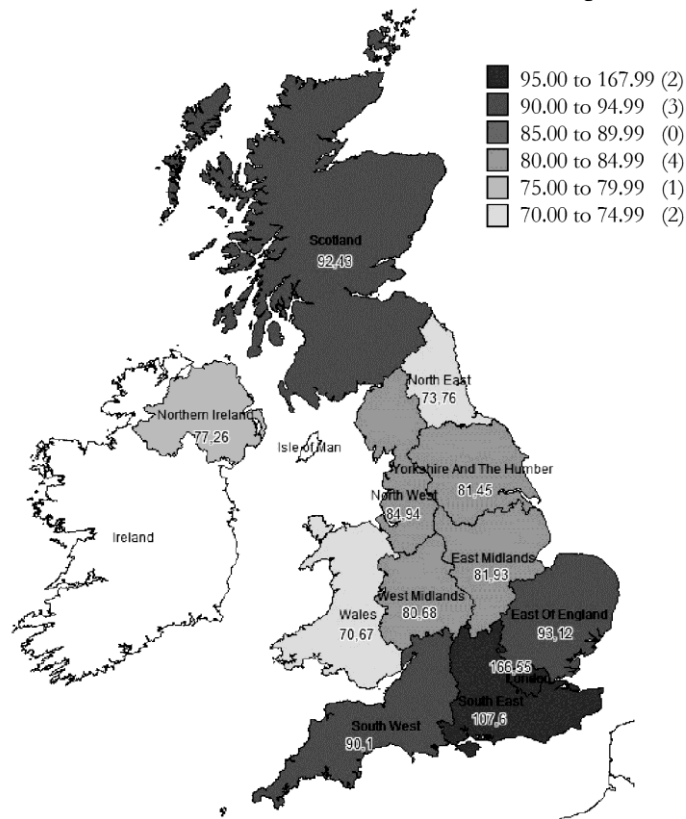 95.00 to 167.99 (2)
90.00 to 94.99 (3)
85.00 to 89.99 (0)
80.00 to 84.99 (4)
75.00 to 79.99 (1)
70.00 to 74.99 (2)
Scotland
92,43
North East
73,76
Northern Ireland
77,26
Isle of Man
Yorkshire And The Humber
81,45
North West
84,94
Ireland
East Midlands
81,93
West Midlands
80,68
Wales
70,67
East Of England
93,12
166,55
London
South East
107,6
South West
90,1